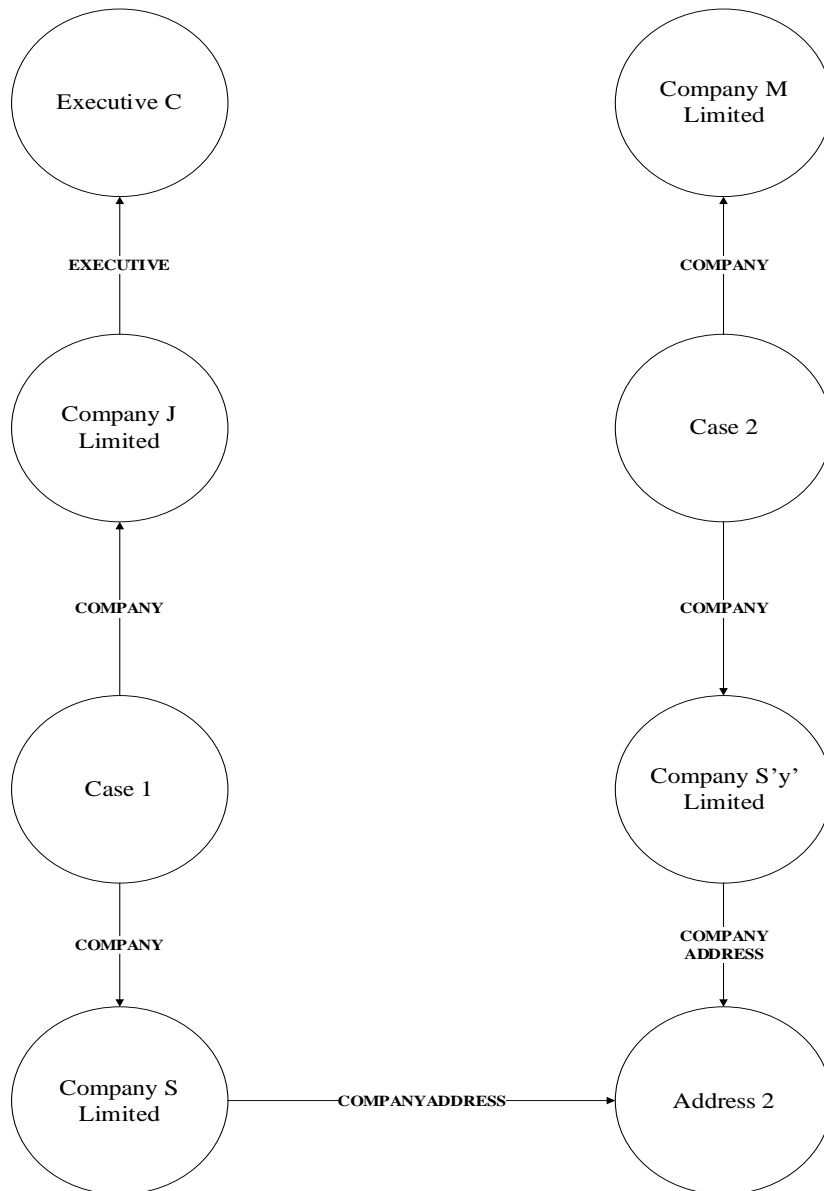 Executive C
Company M
Limited
EXECUTIVE
COMPANY
Company J
Limited
Case 2
COMPANY
COMPANY
Case 1
Company S’y’
Limited
COMPANY
COMPANY
ADDRESS
Company S
Limited
COMPANYADDRESS
Address 2